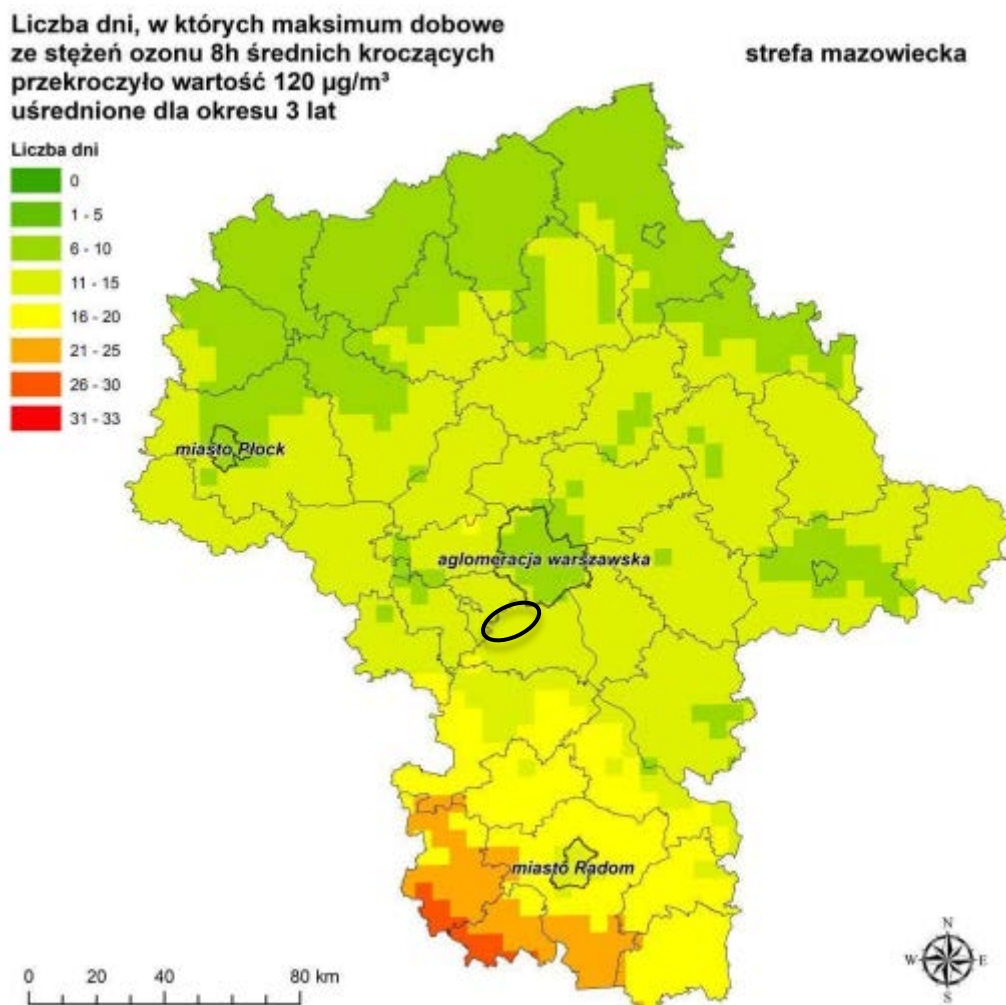 Liczba dni, w których maksimum dobowe
ze stężeń ozonu 8h średnich kroczących
przekroczyło wartość 120 µg/m³
uśrednione dla okresu 3 lat
strefa mazowiecka
Liczba dni
0
1 - 5
6 - 10
11 - 15
16 - 20
21 - 25
26 - 30
31 - 33
miasto Płock
aglomeracja warszawska
miasto Radom
0 20 40 80 km
N
W E
S